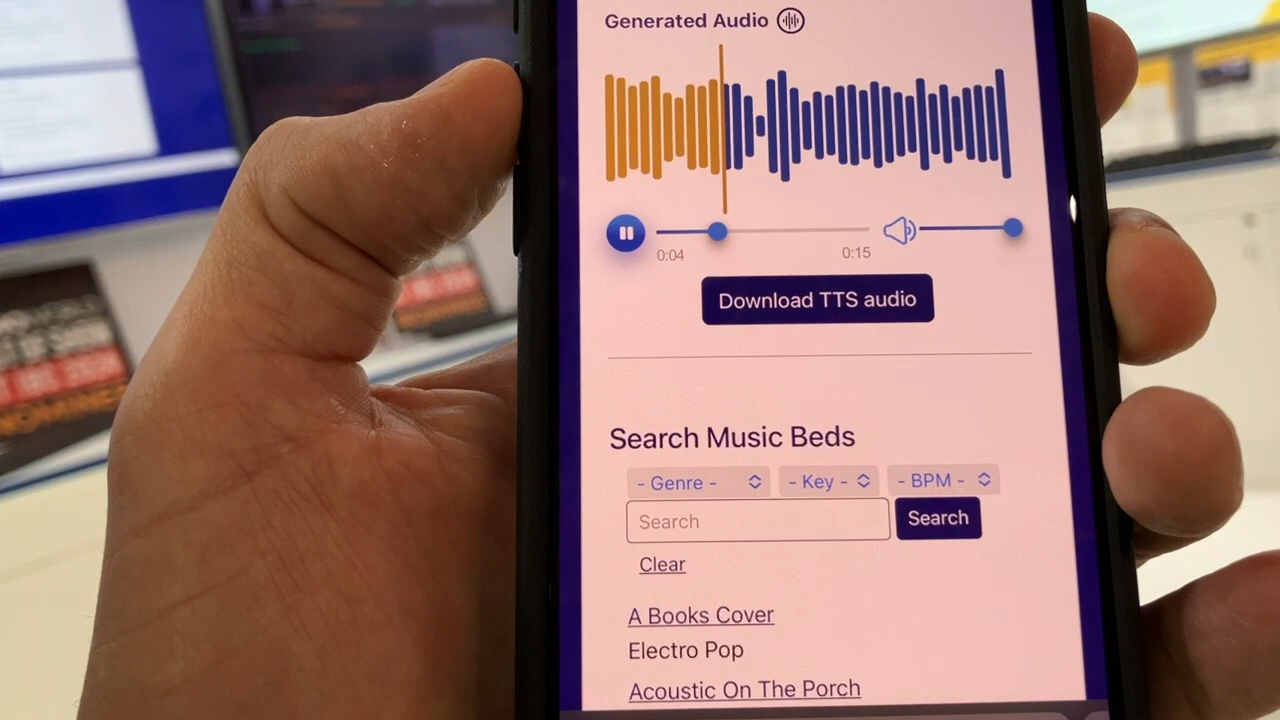 Generated Audio
0:04
0:15
Download TTS audio
Search Music Beds
- Genre -
- Key -
- BPM -
Search
Search
Clear
A Books Cover
Electro Pop
Acoustic On The Porch